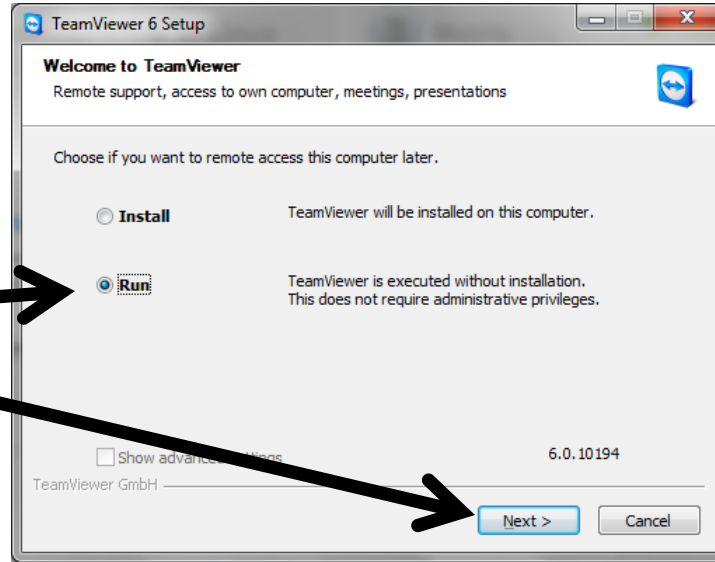 TeamViewer 6 Setup
Welcome to TeamViewer
Remote support, access to own computer, meetings, presentations
Choose if you want to remote access this computer later.
Install TeamViewer will be installed on this computer.
Run TeamViewer is executed without installation.
This does not require administrative privileges.
Show advanced
6.0.10194
TeamViewer GmbH
Next >
Cancel